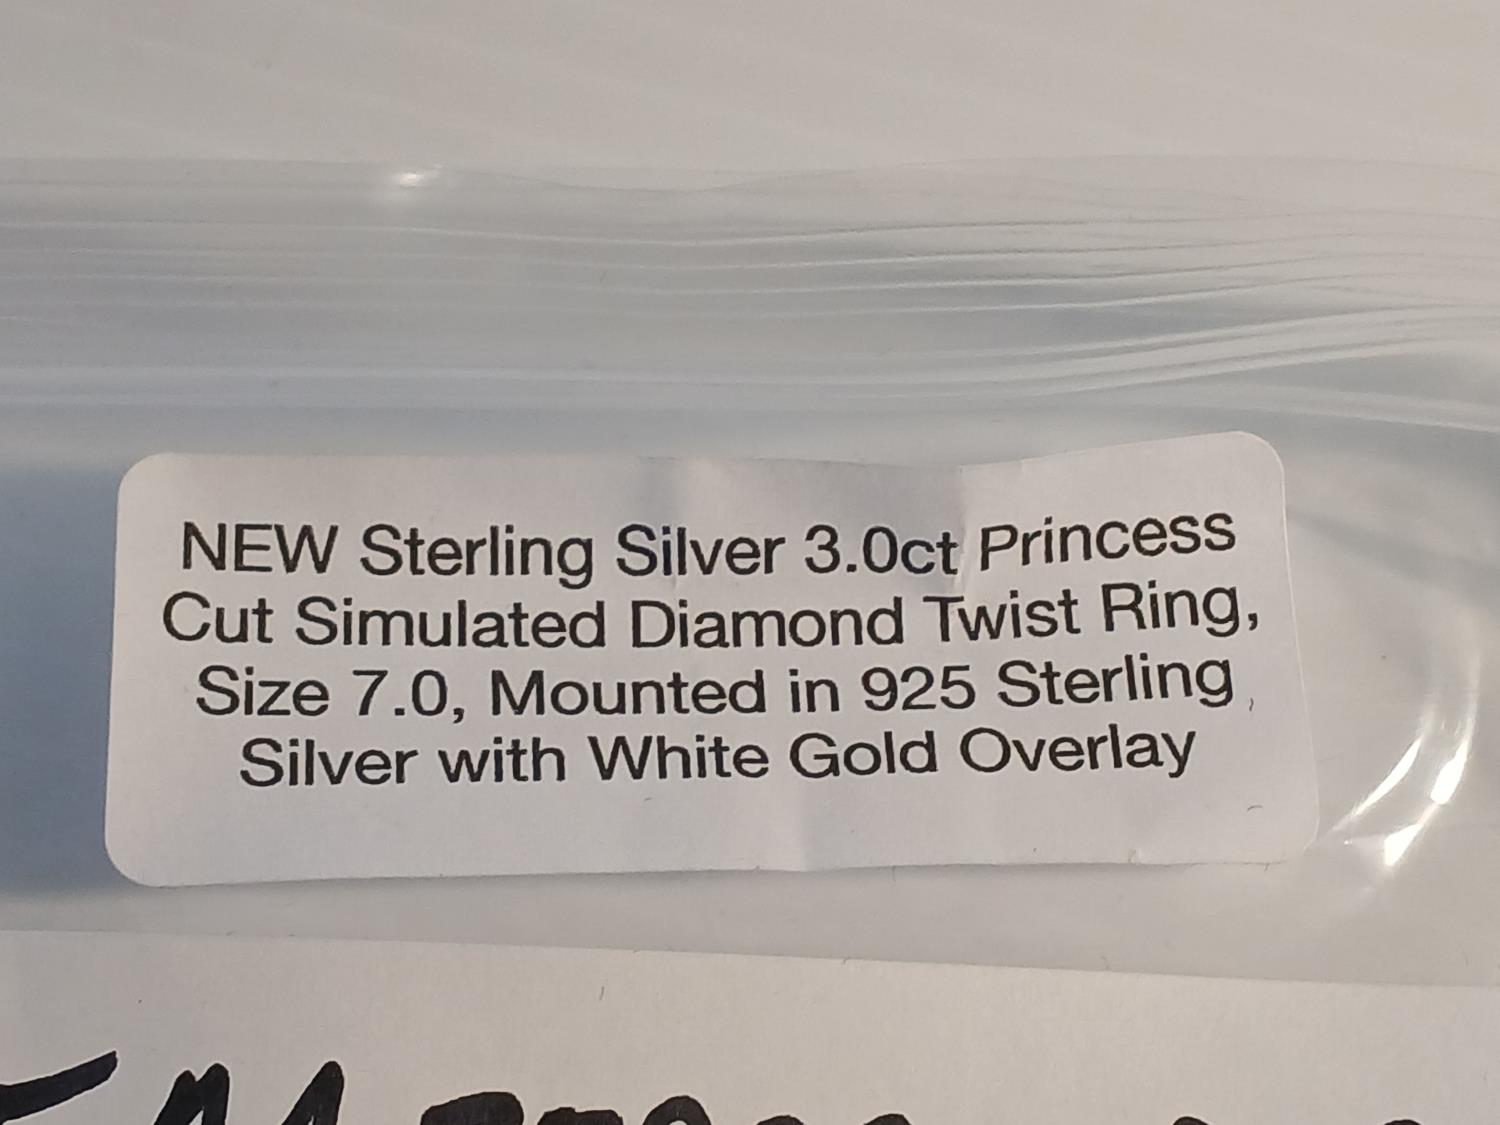 NEW Sterling Silver 3.0ct Princess
Cut Simulated Diamond Twist Ring,
Size 7.0, Mounted in 925 Sterling
Silver with White Gold Overlay